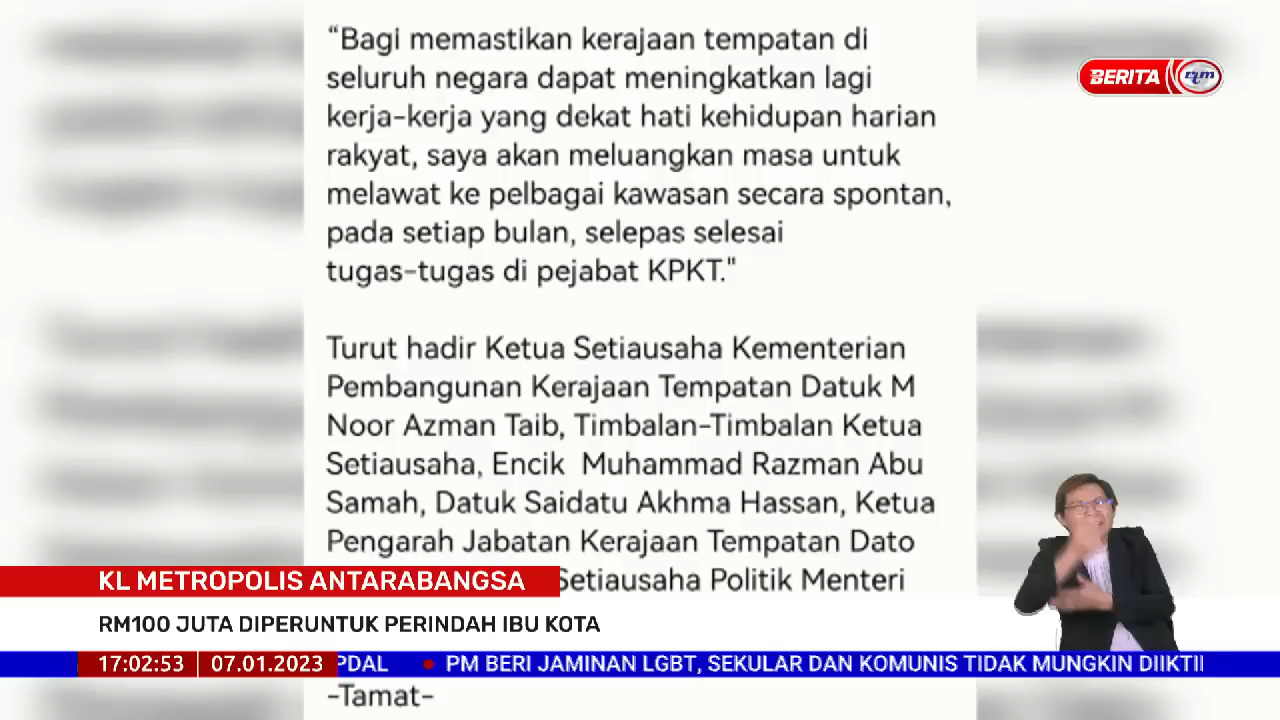 “Bagi memastikan kerajaan tempatan di
seluruh negara dapat meningkatkan lagi
kerja-kerja yang dekat hati kehidupan harian
rakyat, saya akan meluangkan masa untuk
melawat ke pelbagai kawasan secara spontan,
pada setiap bulan, selepas selesai
tugas-tugas di pejabat KPKT."
BERITA rtm
Turut hadir Ketua Setiausaha Kementerian
Pembangunan Kerajaan Tempatan Datuk M
Noor Azman Taib, Timbalan-Timbalan Ketua
Setiausaha, Encik  Muhammad Razman Abu
Samah, Datuk Saidatu Akhma Hassan, Ketua
Pengarah Jabatan Kerajaan Tempatan Dato
Setiausaha Politik Menteri
KL METROPOLIS ANTARABANGSA
RM100 JUTA DIPERUNTUK PERINDAH IBU KOTA
17:02:53 07.01.2023 PDAL • PM BERI JAMINAN LGBT, SEKULAR DAN KOMUNIS TIDAK MUNGKIN
-Tamat-